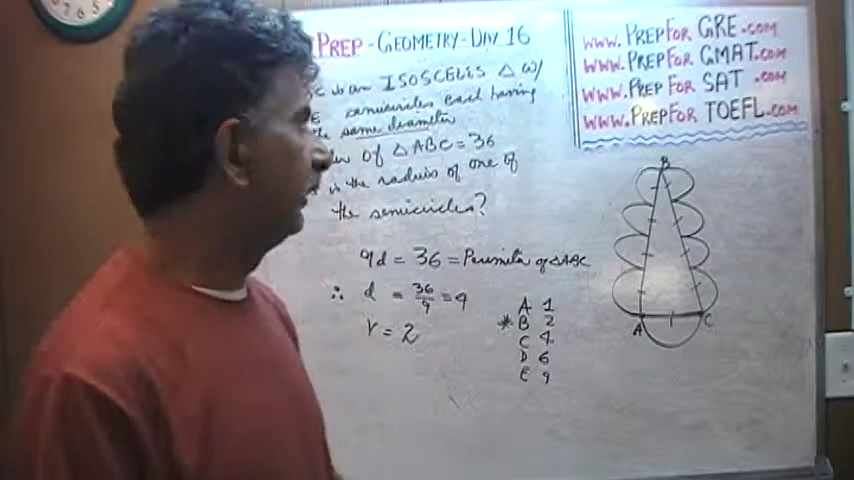 PREP - GEOMETRY - DAY 16
is an ISOSCELES △ w/
semicircles each having
the same diameter
of △ABC = 36
is the radius of one of
the semicircles?
9d = 36 = Perimeter of △ABC
∴ d = 36/9 = 4
r = 2
A 1
* B 2
C 4
D 6
E 9
www.PrepFor GRE.com
www.PrepFor GMAT.com
www.Prep For SAT .com
www.PrepFor TOEFL.com
B
A
C